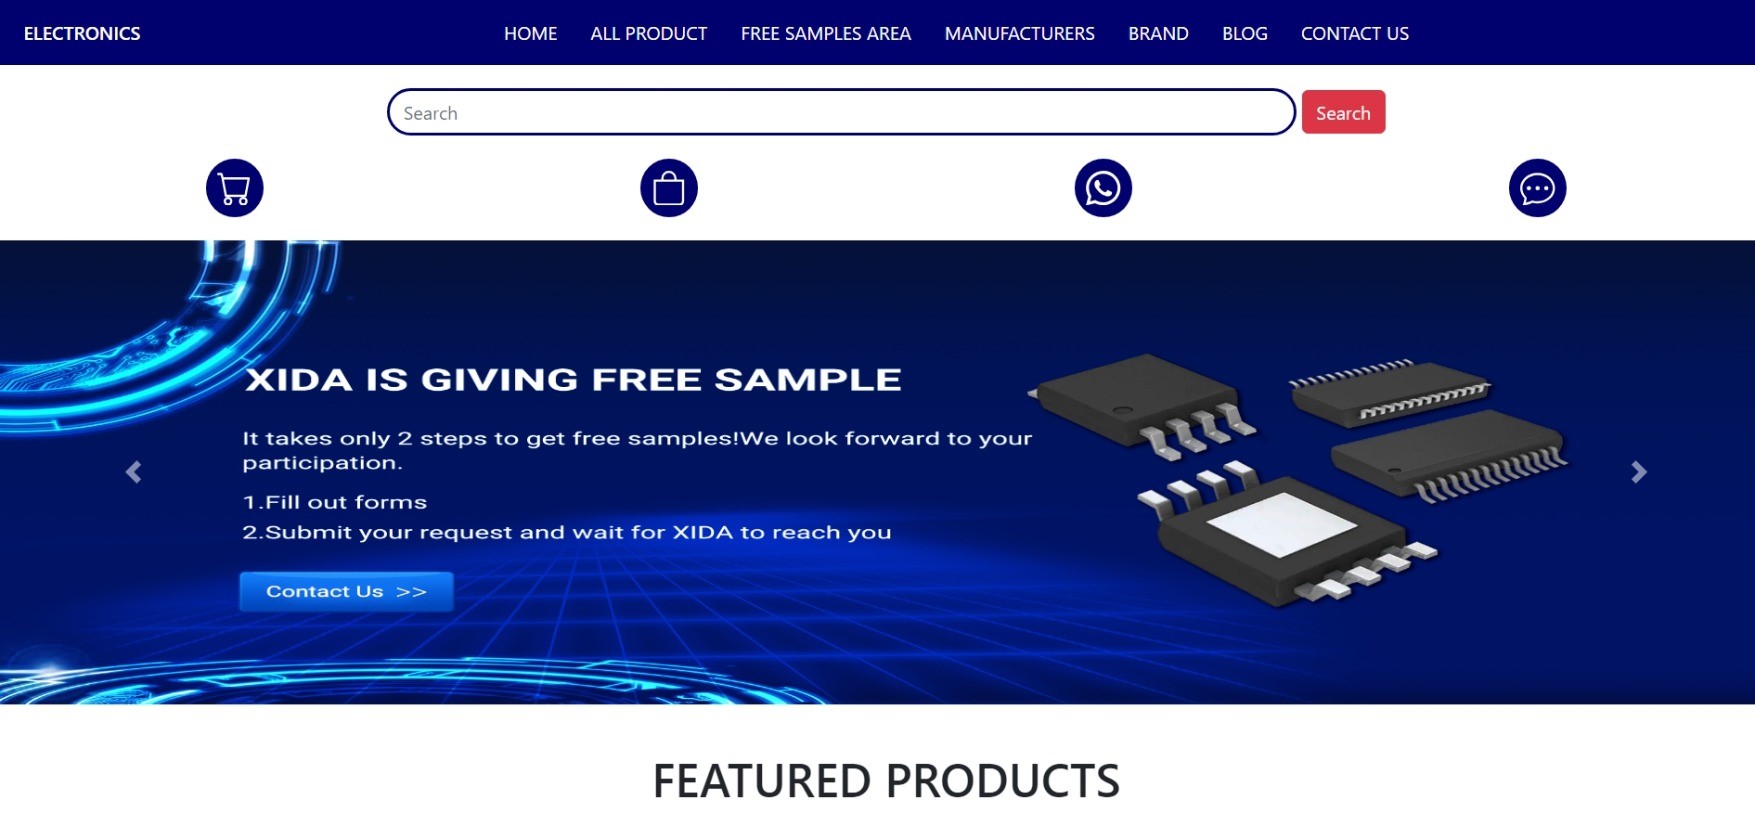 ELECTRONICS
HOME
ALL PRODUCT
FREE SAMPLES AREA
MANUFACTURERS
BRAND
BLOG
CONTACT US
Search
Search
XIDA IS GIVING FREE SAMPLE
It takes only 2 steps to get free samples!We look forward to your
participation.
1.Fill out forms
2.Submit your request and wait for XIDA to reach you
Contact Us >>
FEATURED PRODUCTS